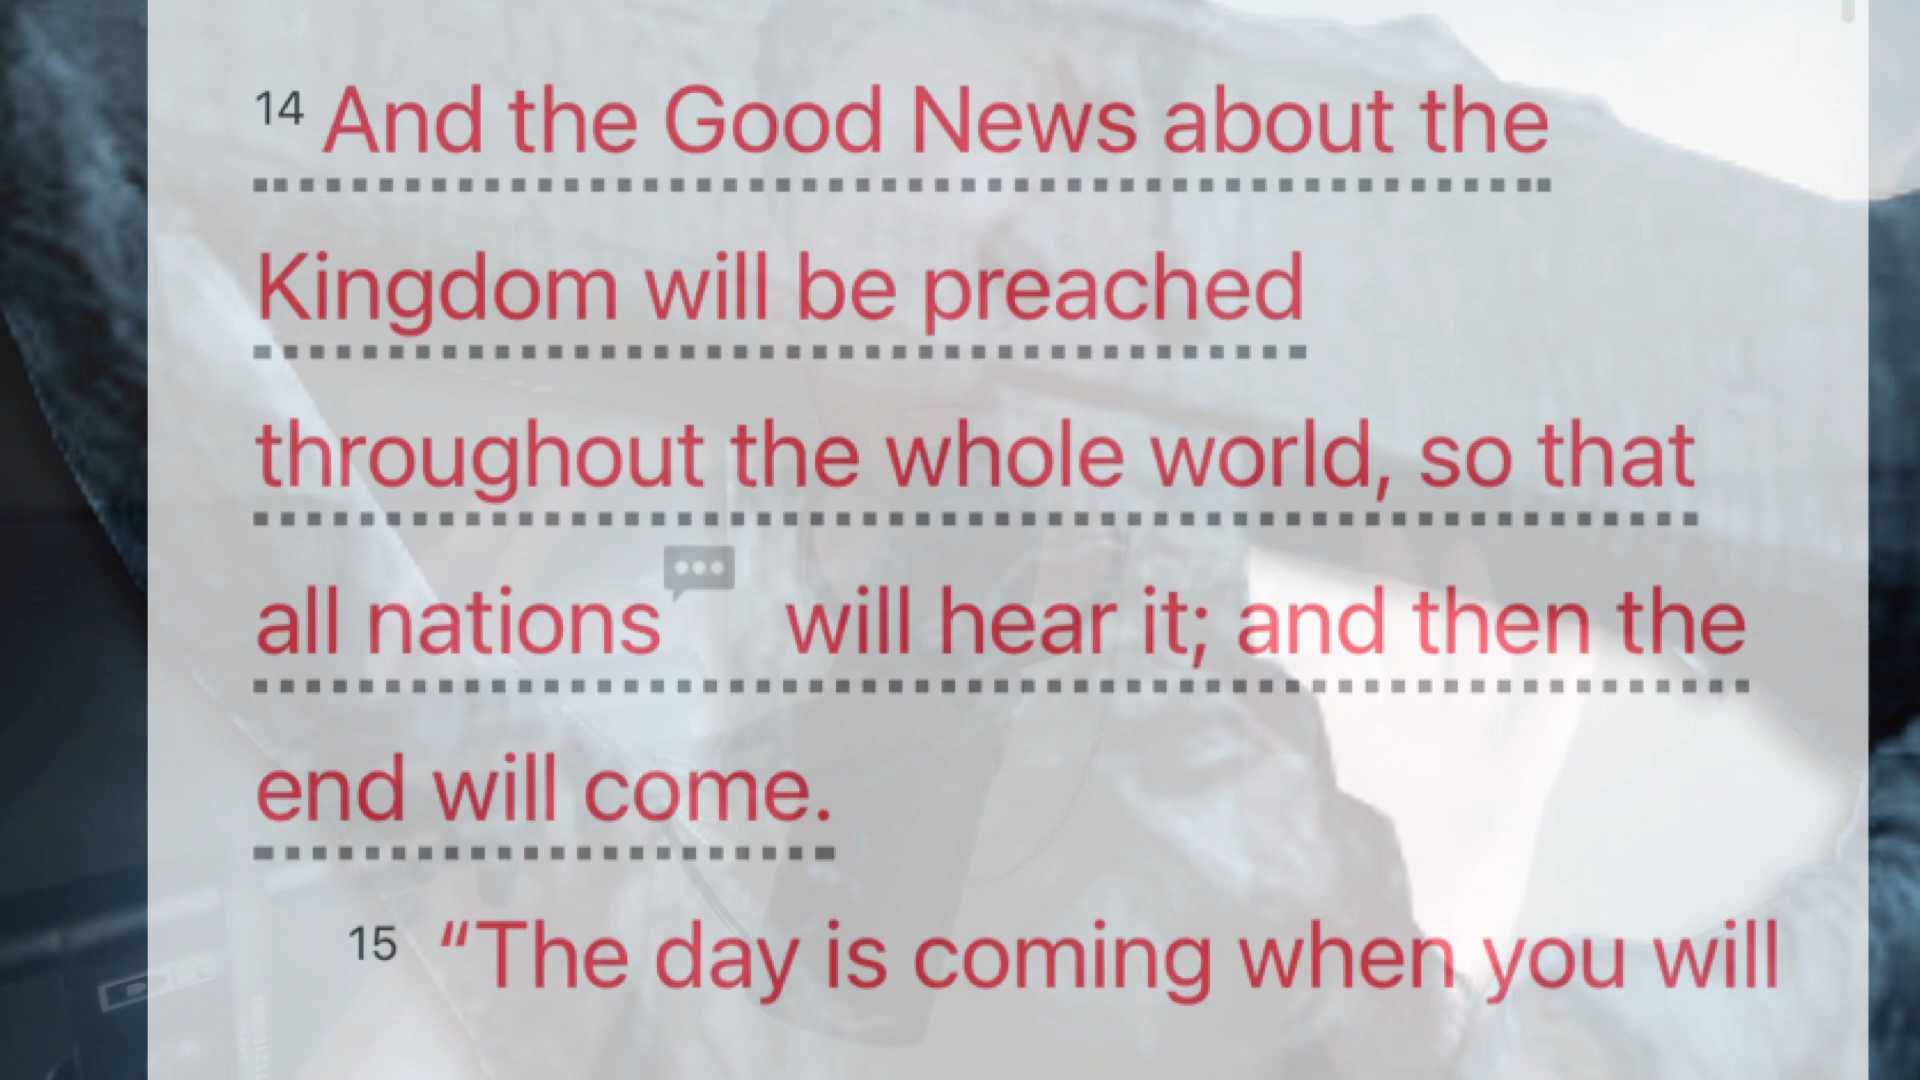 14 And the Good News about the
Kingdom will be preached
throughout the whole world, so that
all nations will hear it; and then the
end will come.
15 “The day is coming when you will